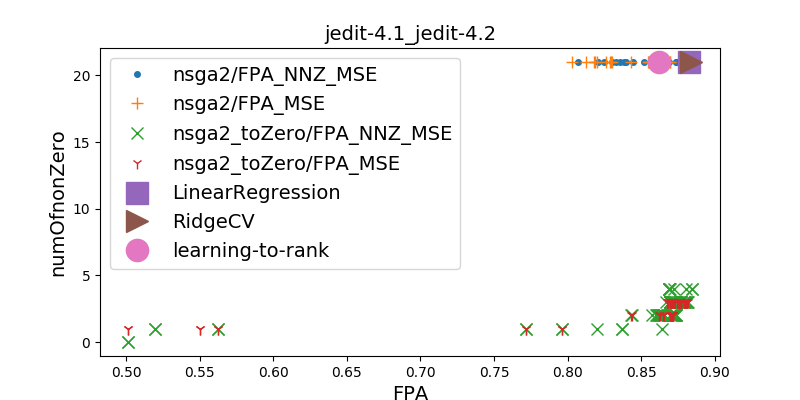 jedit-4.1_jedit-4.2
numOfnonZero
20
15
10
5
0
nsga2/FPA_NNZ_MSE
nsga2/FPA_MSE
nsga2_toZero/FPA_NNZ_MSE
nsga2_toZero/FPA_MSE
LinearRegression
RidgeCV
learning-to-rank
0.50 0.55 0.60 0.65 0.70 0.75 0.80 0.85 0.90
FPA